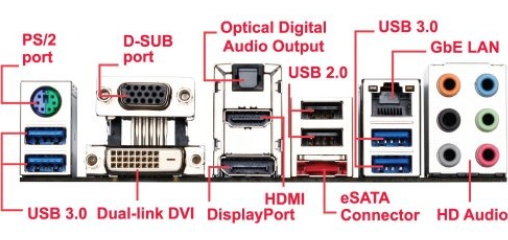 PS/2
port
D-SUB
port
Optical Digital
Audio Output
USB 2.0
USB 3.0
GbE LAN
USB 3.0
Dual-link DVI
DisplayPort
HDMI
eSATA
Connector
HD Audio